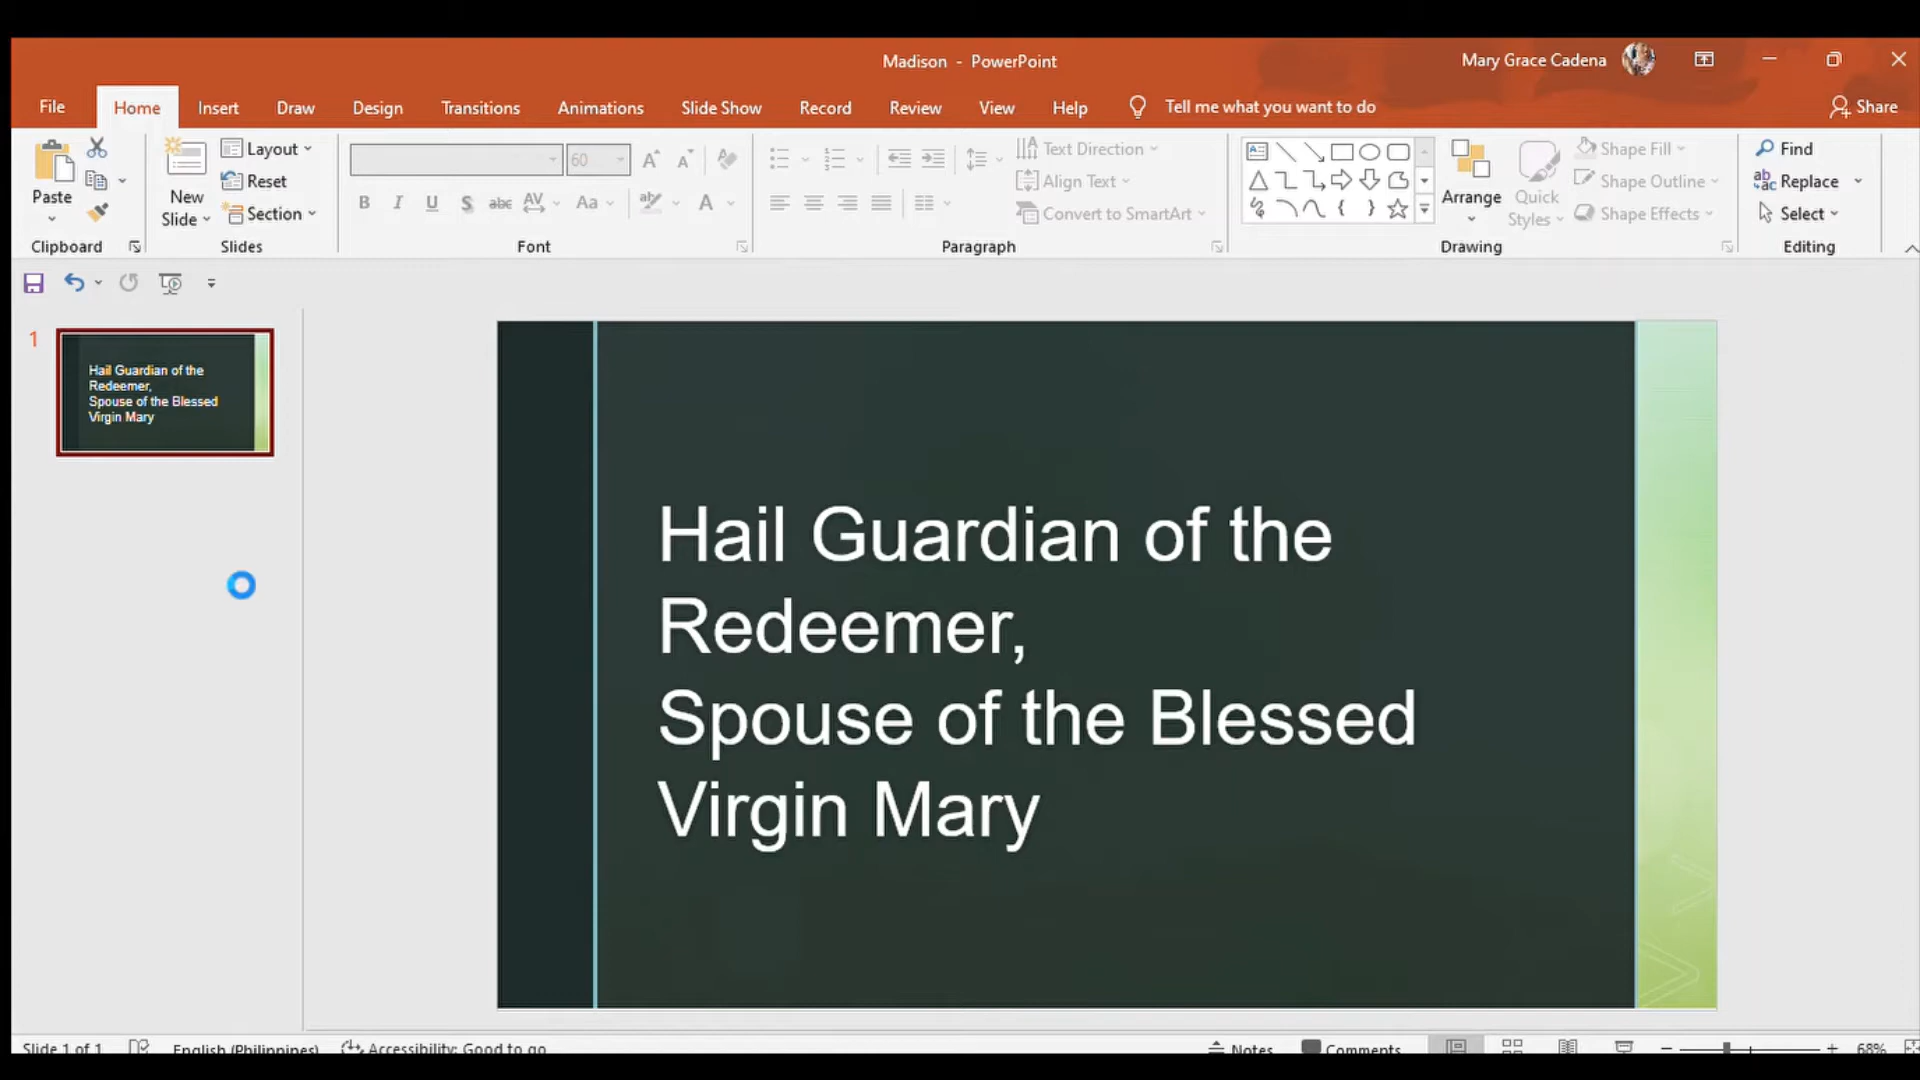 Madison - PowerPoint
Mary Grace Cadena
File Home Insert Draw Design Transitions Animations Slide Show Record Review View Help Tell me what you want to do Share
Paste
Clipboard
New Slide
Layout
Reset
Section
Slides
60
B I U S abc AV Aa A
Font
Text Direction
Align Text
Convert to SmartArt
Paragraph
Arrange
Quick Styles
Shape Fill
Shape Outline
Shape Effects
Drawing
Find
Replace
Select
Editing
1
Hail Guardian of the
Redeemer,
Spouse of the Blessed
Virgin Mary
Hail Guardian of the
Redeemer,
Spouse of the Blessed
Virgin Mary
Slide 1 of 1 English (Philippines) Accessibility: Good to go Notes Comments 68%